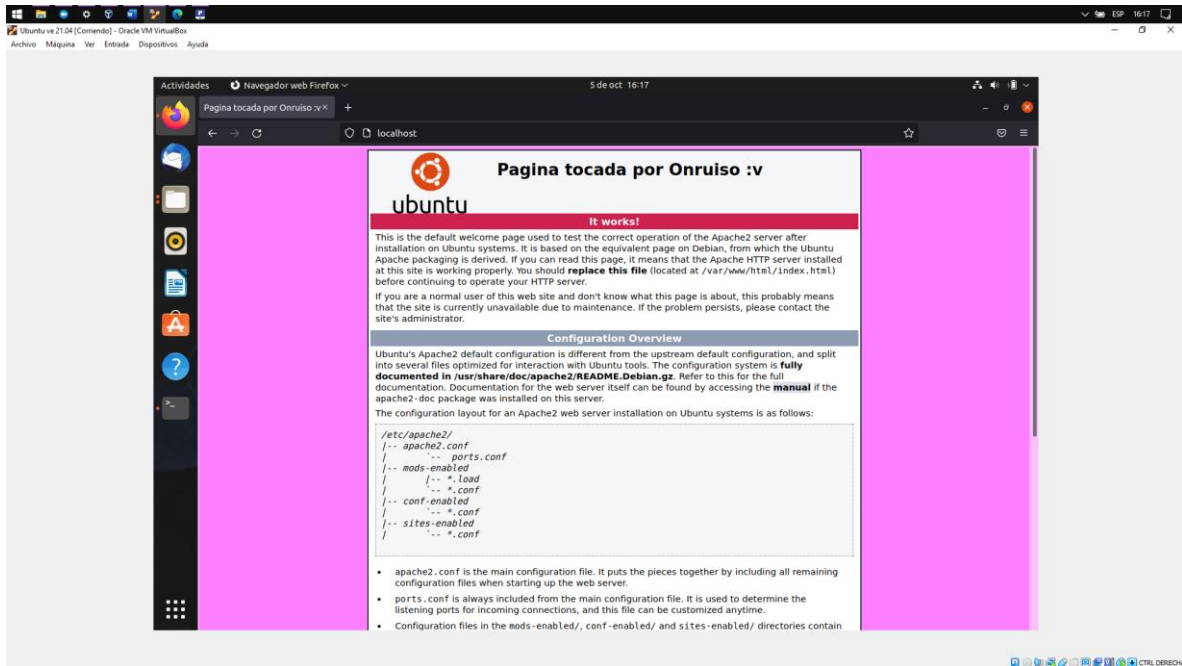 ESP 16:17
Ubuntu ve 21.04 [Corriendo] - Oracle VM VirtualBox
Archivo Máquina Ver Entrada Dispositivos Ayuda
Actividades Navegador web Firefox 5 de oct 16:17
Pagina tocada por Onruiso :v
localhost
Pagina tocada por Onruiso :v
ubuntu
It works!
This is the default welcome page used to test the correct operation of the Apache2 server after
installation on Ubuntu systems. It is based on the equivalent page on Debian, from which the Ubuntu
Apache packaging is derived. If you can read this page, it means that the Apache HTTP server installed
at this site is working properly. You should replace this file (located at /var/www/html/index.html)
before continuing to operate your HTTP server.
If you are a normal user of this web site and don't know what this page is about, this probably means
that the site is currently unavailable due to maintenance. If the problem persists, please contact the
site's administrator.
Configuration Overview
Ubuntu's Apache2 default configuration is different from the upstream default configuration, and split
into several files optimized for interaction with Ubuntu tools. The configuration system is fully
documented in /usr/share/doc/apache2/README.Debian.gz. Refer to this for the full
documentation. Documentation for the web server itself can be found by accessing the manual if the
apache2-doc package was installed on this server.
The configuration layout for an Apache2 web server installation on Ubuntu systems is as follows:
/etc/apache2/
|-- apache2.conf
|       `--  ports.conf
|-- mods-enabled
|       |-- *.load
|       `-- *.conf
|-- conf-enabled
|       `-- *.conf
|-- sites-enabled
|       `-- *.conf
• apache2.conf is the main configuration file. It puts the pieces together by including all remaining
configuration files when starting up the web server.
• ports.conf is always included from the main configuration file. It is used to determine the
listening ports for incoming connections, and this file can be customized anytime.
• Configuration files in the mods-enabled/, conf-enabled/ and sites-enabled/ directories contain
CTRL DERECHA